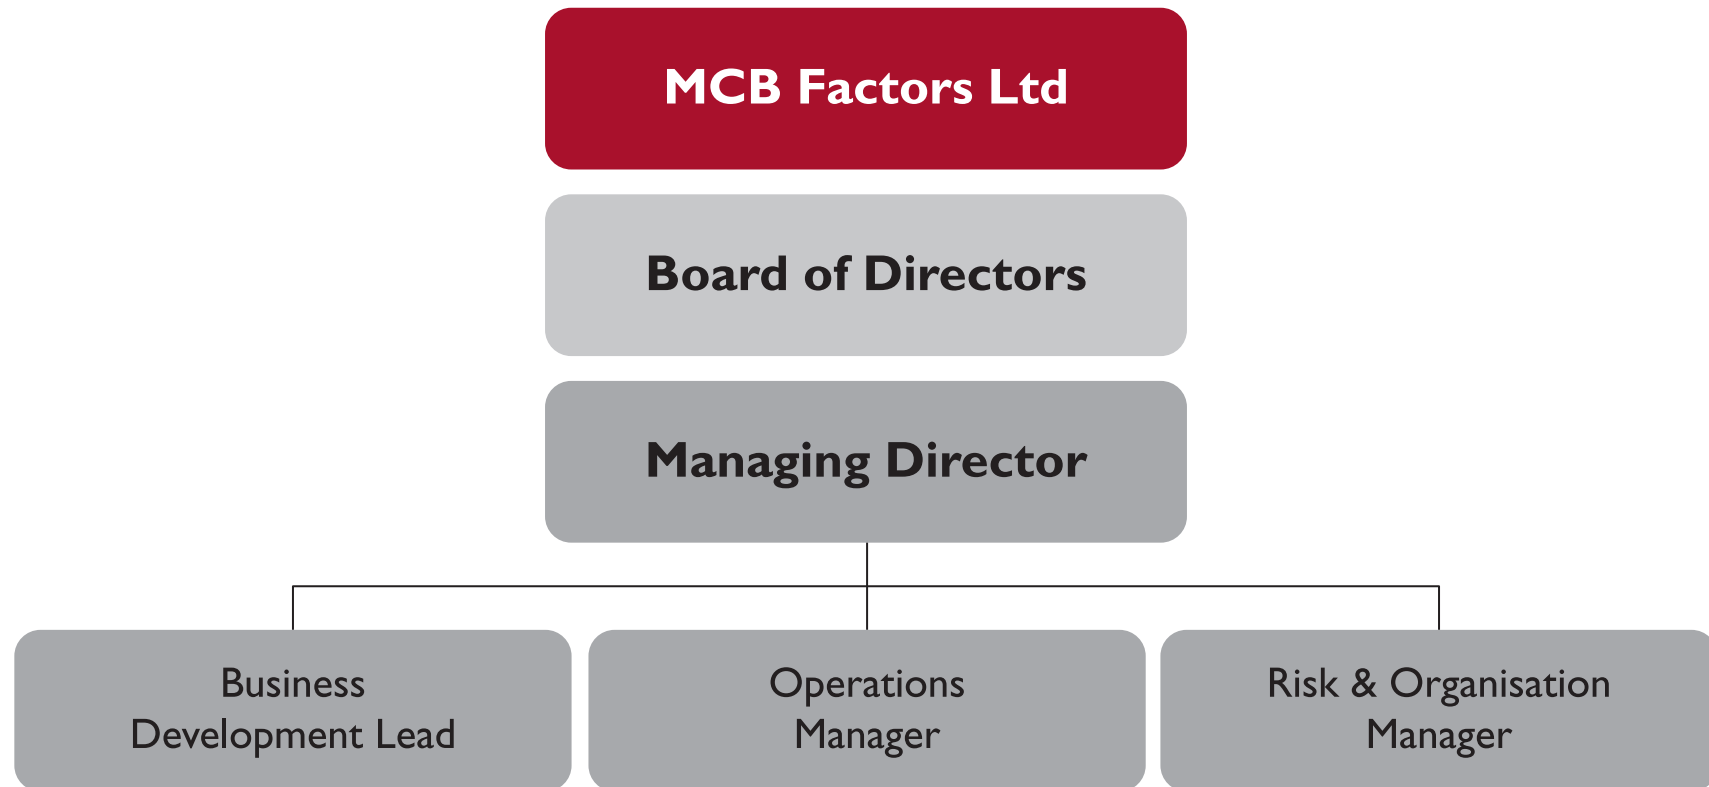 MCB Factors Ltd
Board of Directors
Managing Director
Business
Development Lead
Operations
Manager
Risk & Organisation
Manager